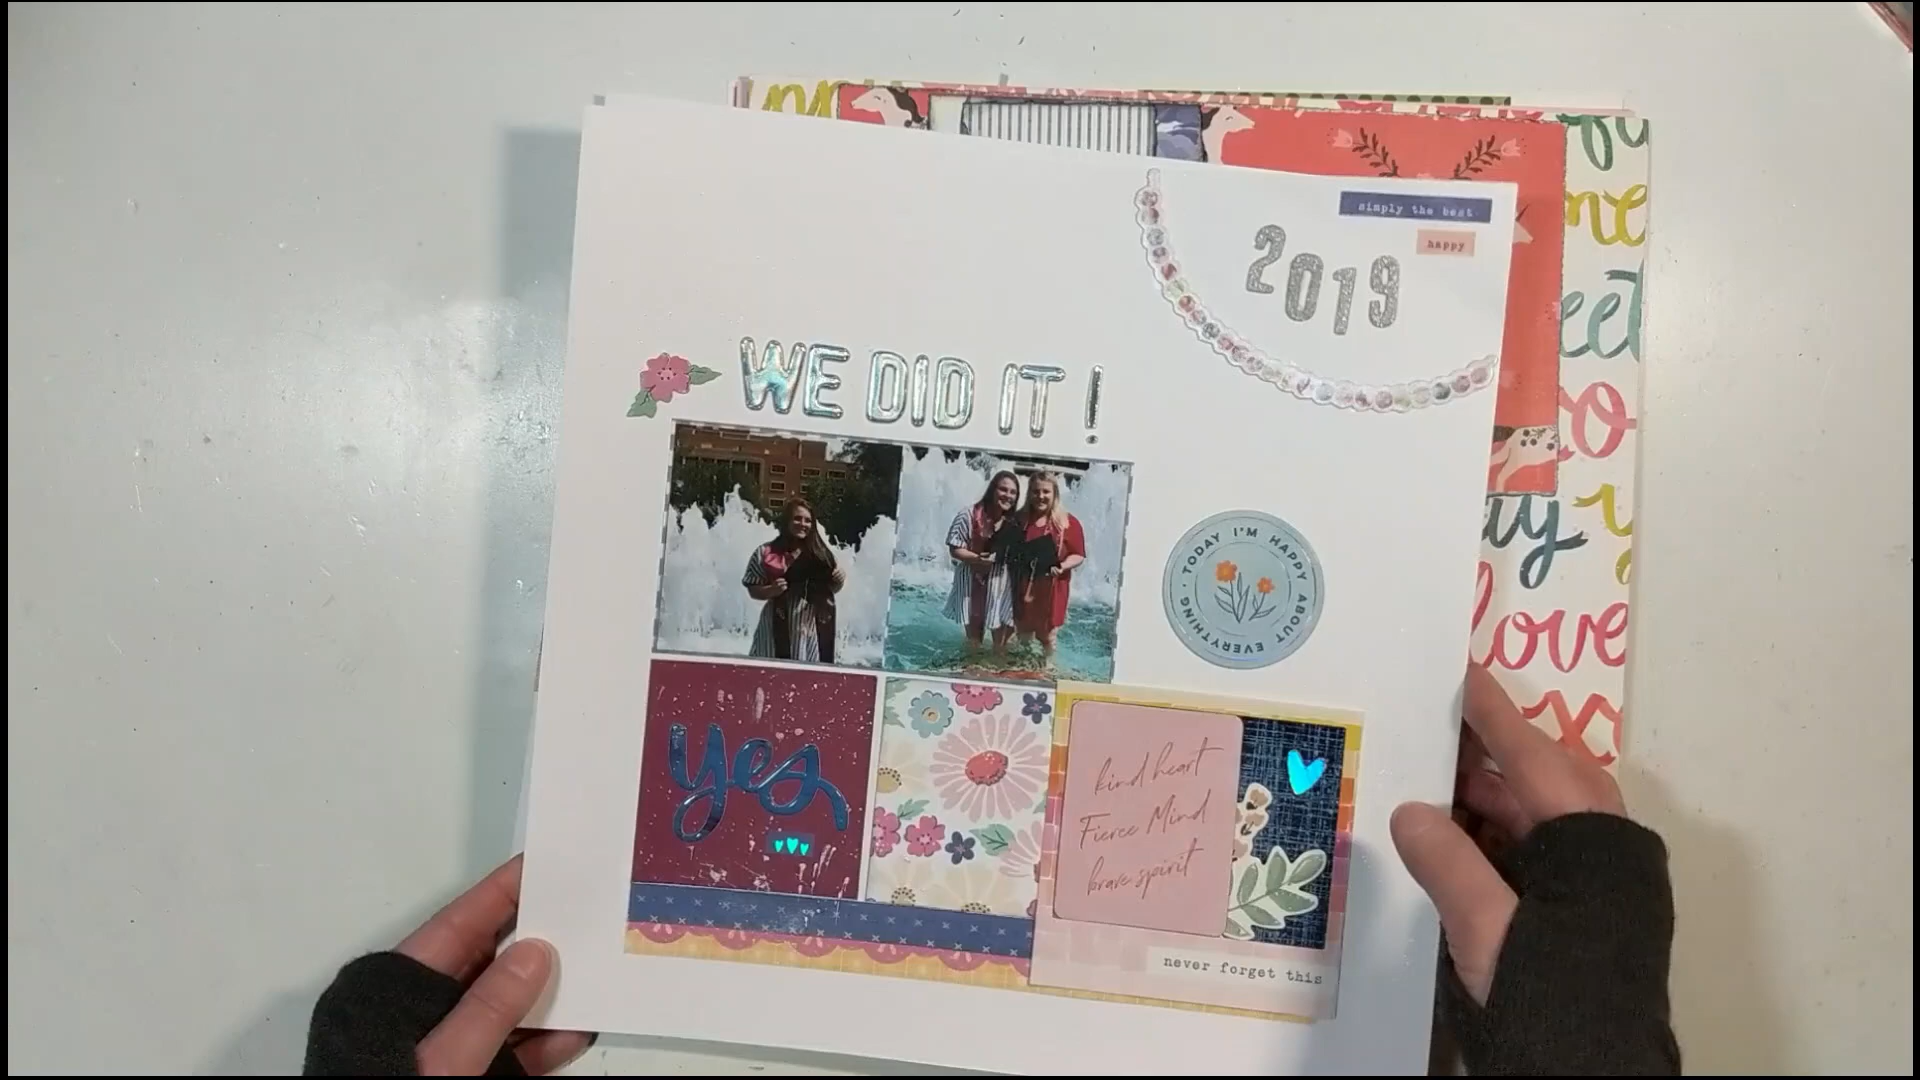 simply the best
happy
2019
WE DID IT!
TODAY I'M HAPPY ABOUT EVERYTHING
yes
kind heart
Fierce Mind
brave spirit
never forget this
love